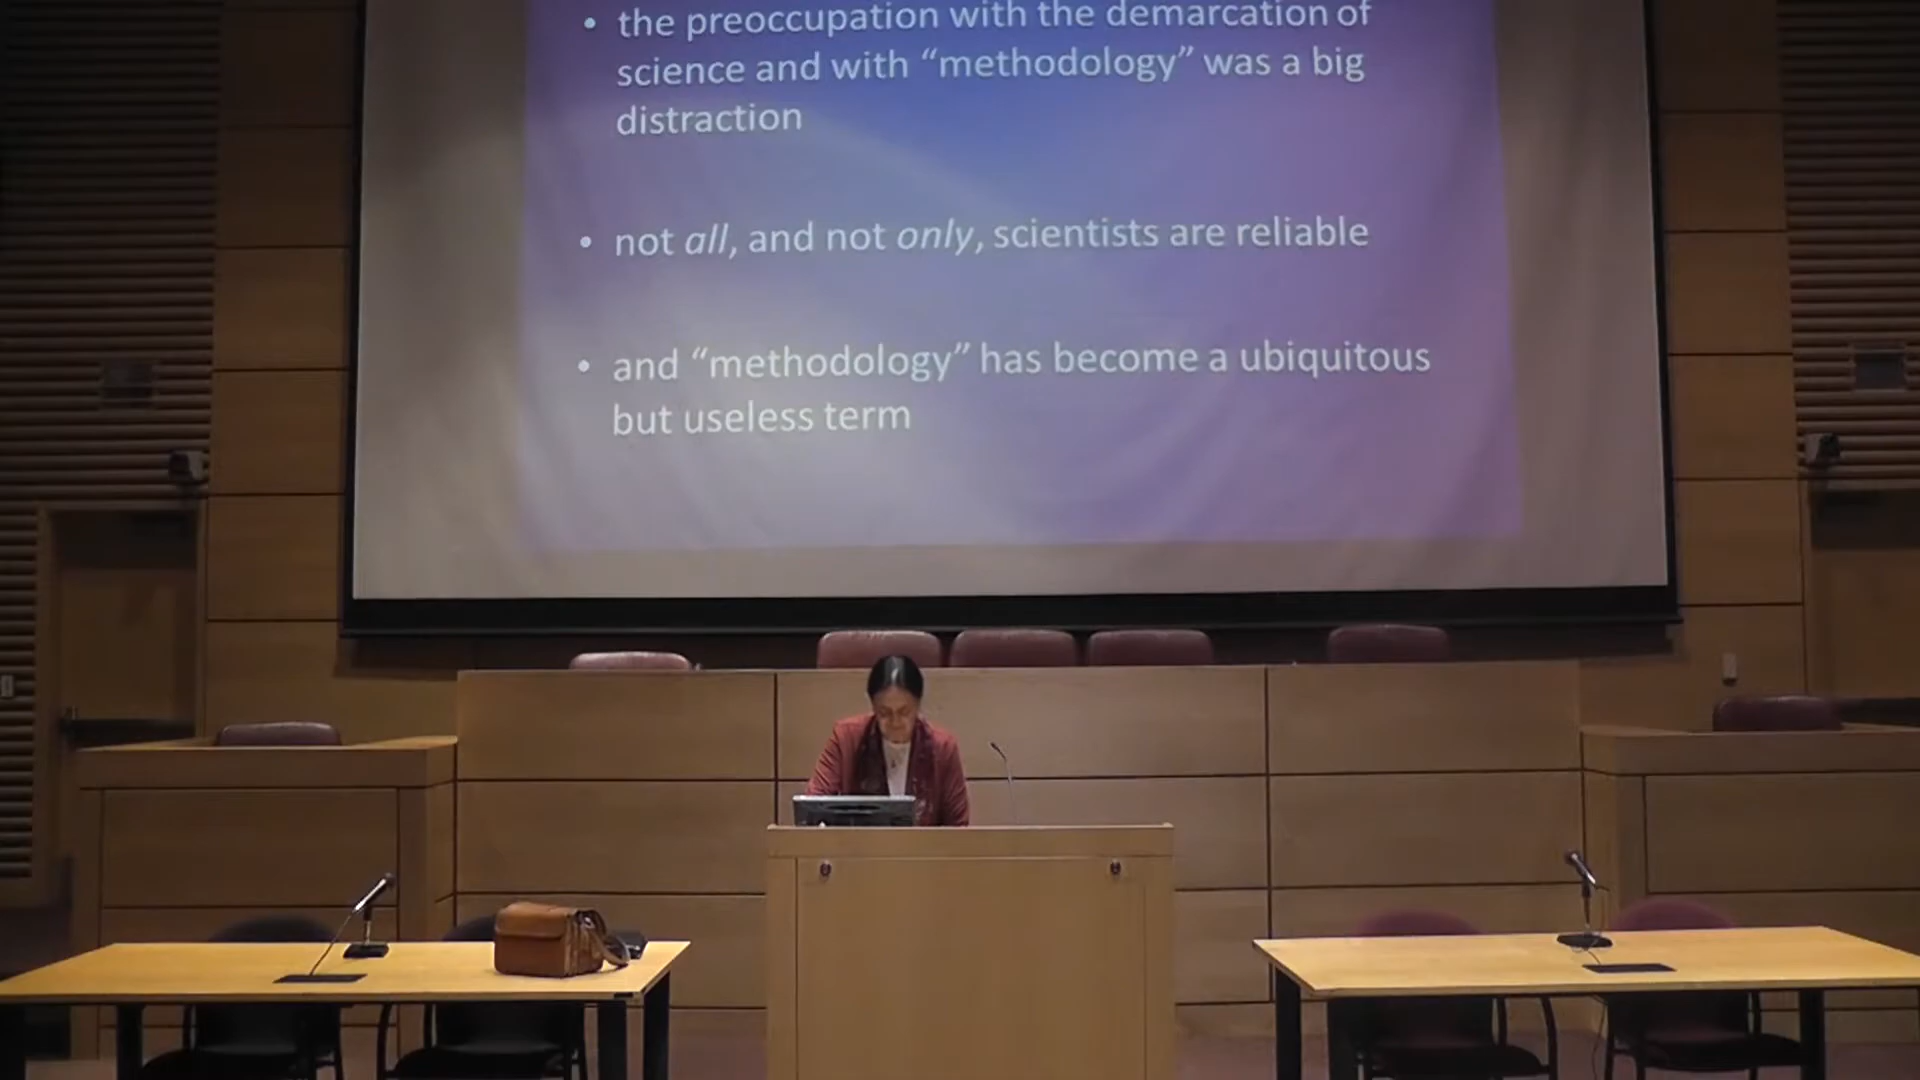 • the preoccupation with the demarcation of
science and with “methodology” was a big
distraction
• not all, and not only, scientists are reliable
• and “methodology” has become a ubiquitous
but useless term